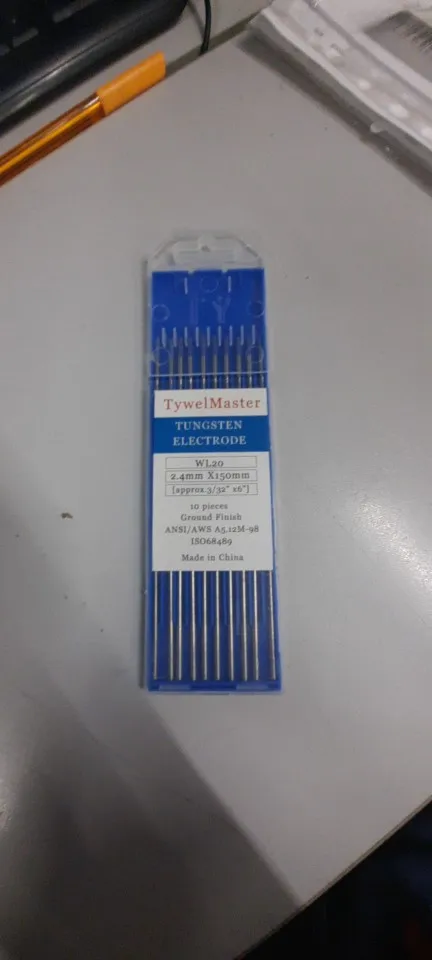 TywelMaster
TUNGSTEN
ELECTRODE
WL20
2.4mm X150mm
[approx.3/32" x6"]
10 pieces
Ground Finish
ANSI/AWS A5.12M-98
ISO68489
Made in China